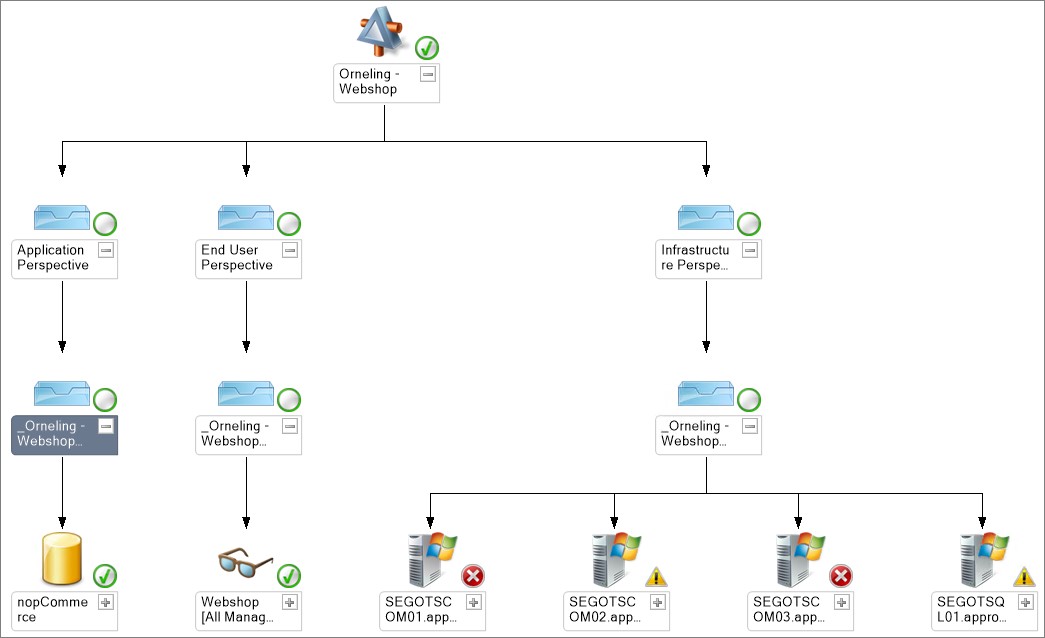 Orneling -
Webshop
Application
Perspective
End User
Perspective
Infrastructu
re Perspe...
_Orneling -
Webshop...
_Orneling -
Webshop...
_Orneling -
Webshop...
nopComme
rce
Webshop
[All Manag...
SEGOTSC
OM01.app...
SEGOTSC
OM02.app...
SEGOTSC
OM03.app...
SEGOTSQ
L01.appro...